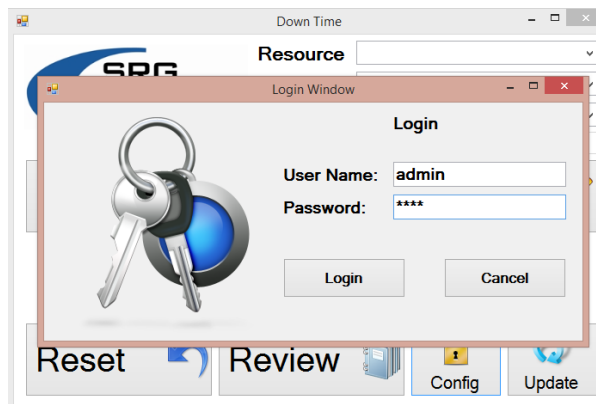 Down Time
Resource
SRG
Login Window
Login
User Name: admin
Password: ****
Login Cancel
Reset Review Config Update